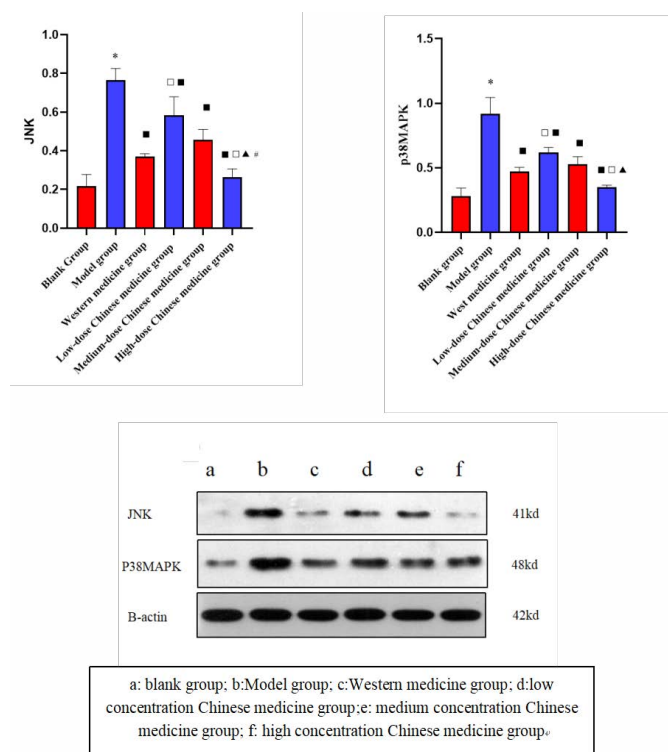 1.0
0.8
0.6
0.4
0.2
0.0
JNK
*
■
□ ■
■
■ □ ▲ #
Blank Group
Model group
Western medicine group
Low-dose Chinese medicine group
Medium-dose Chinese medicine group
High-dose Chinese medicine group
1.5
1.0
0.5
0.0
p38MAPK
*
■
□ ■
■
■ □ ▲
Blank group
Model group
West medicine group
Low-dose Chinese medicine group
Medium-dose Chinese medicine group
High-dose Chinese medicine group
a b c d e f
JNK 41kd
P38MAPK 48kd
B-actin 42kd
a: blank group; b:Model group; c:Western medicine group; d:low
concentration Chinese medicine group;e: medium concentration Chinese
medicine group; f: high concentration Chinese medicine group↵